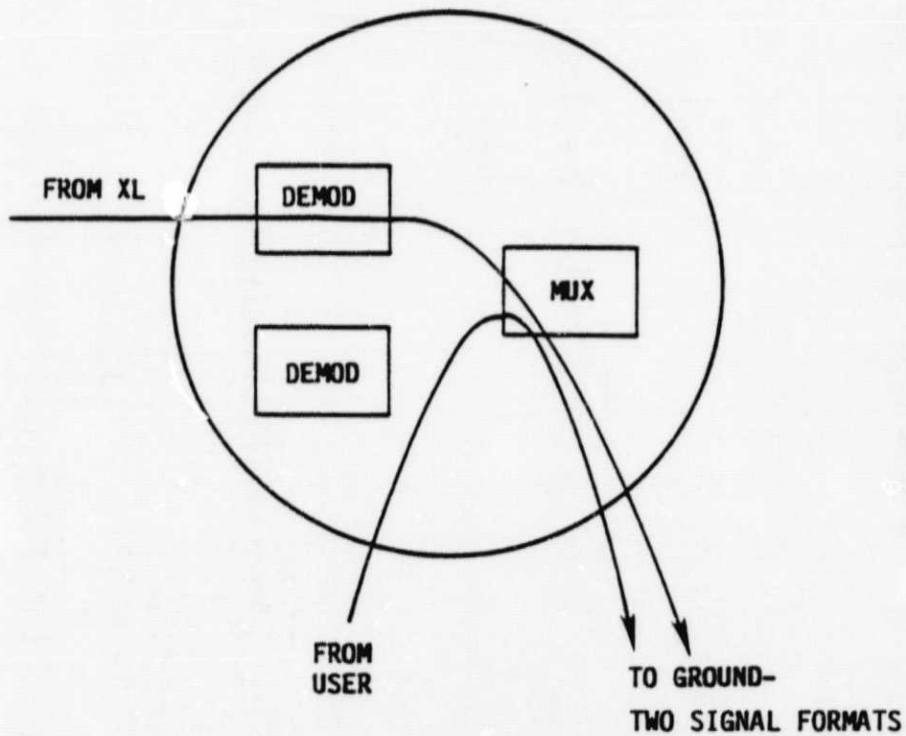 FROM XL
DEMOD
MUX
DEMOD
FROM
USER
TO GROUND-
TWO SIGNAL FORMATS